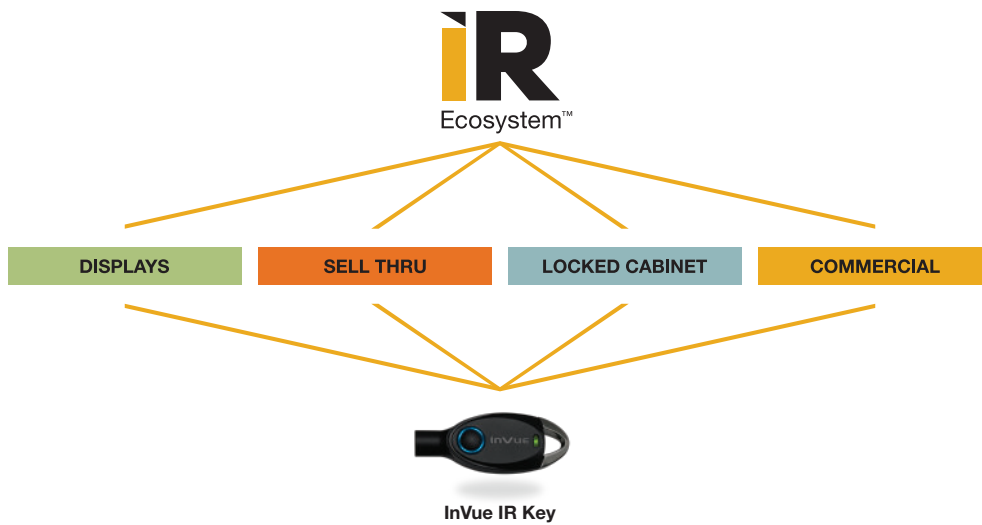 iR
Ecosystem™
DISPLAYS
SELL THRU
LOCKED CABINET
COMMERCIAL
InVue
InVue IR Key